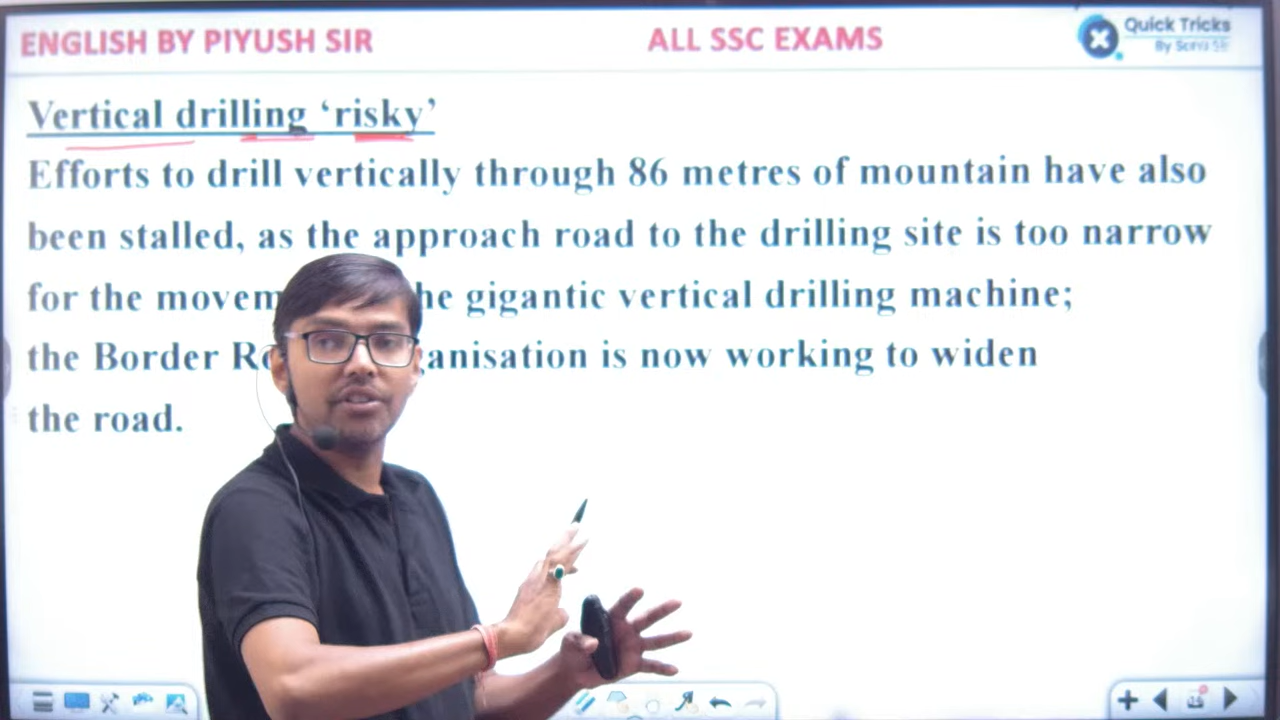 ENGLISH BY PIYUSH SIR
ALL SSC EXAMS
Quick Tricks
By
Vertical drilling ‘risky’
Efforts to drill vertically through 86 metres of mountain have also
been stalled, as the approach road to the drilling site is too narrow
for the movem he gigantic vertical drilling machine;
the Border R ganisation is now working to widen
the road.